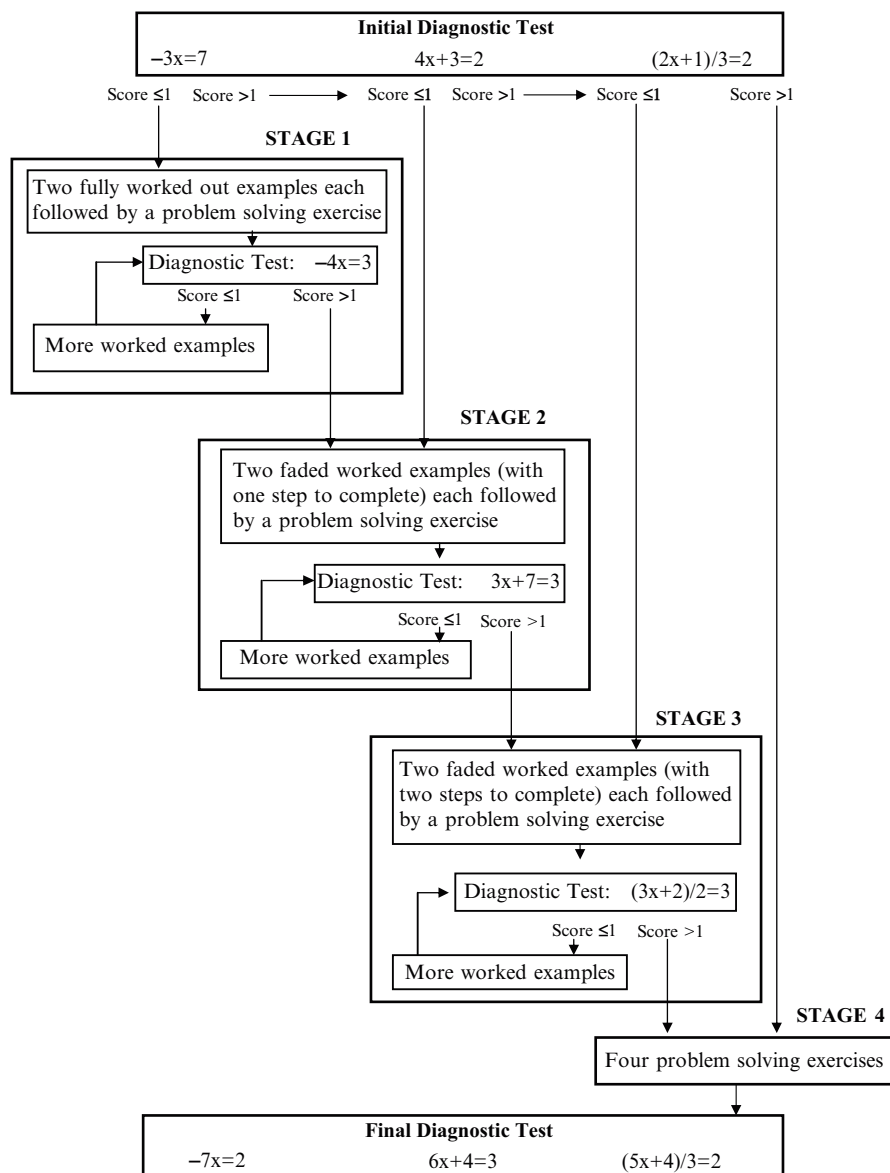 Initial Diagnostic Test
−3x=7 4x+3=2 (2x+1)/3=2
Score ≤1 Score >1 Score ≤1 Score >1 Score ≤1 Score >1
STAGE 1
Two fully worked out examples each
followed by a problem solving exercise
Diagnostic Test: −4x=3
Score ≤1 Score >1
More worked examples
STAGE 2
Two faded worked examples (with
one step to complete) each followed
by a problem solving exercise
Diagnostic Test: 3x+7=3
Score ≤1 Score >1
More worked examples
STAGE 3
Two faded worked examples (with
two steps to complete) each followed
by a problem solving exercise
Diagnostic Test: (3x+2)/2=3
Score ≤1 Score >1
More worked examples
STAGE 4
Four problem solving exercises
Final Diagnostic Test
−7x=2 6x+4=3 (5x+4)/3=2